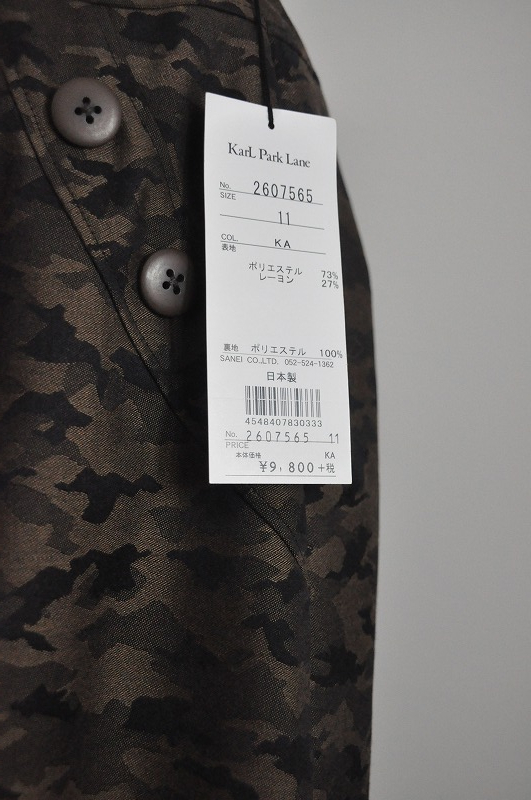 KarL Park Lane
No. 2607565
SIZE
11
COL. KA
表地
ポリエステル 73%
レーヨン 27%
裏地 ポリエステル 100%
SANEI CO.,LTD. 052-524-1362
日本製
4548407830333
No. 2607565 11
PRICE
本体価格 KA
¥9,800+税